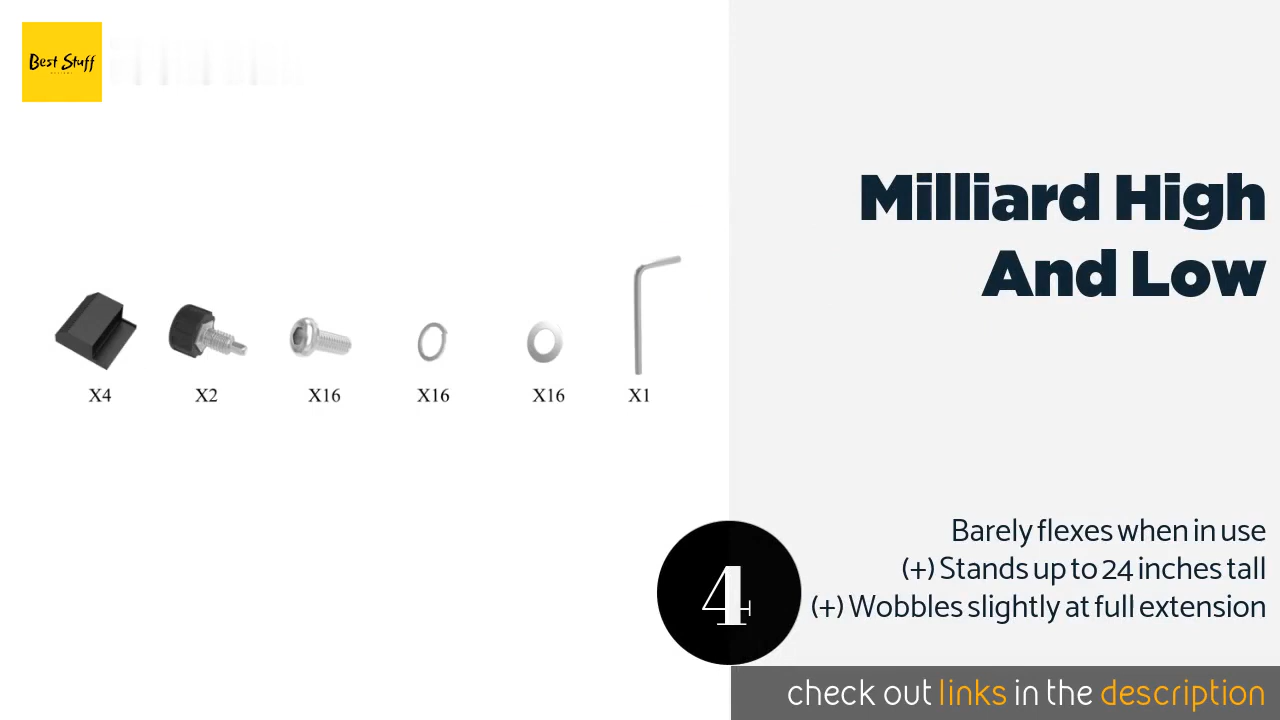 Best Stuff
X4 X2 X16 X16 X16 X1
Milliard High
And Low
Barely flexes when in use
(+) Stands up to 24 inches tall
(+) Wobbles slightly at full extension
4
check out links in the description